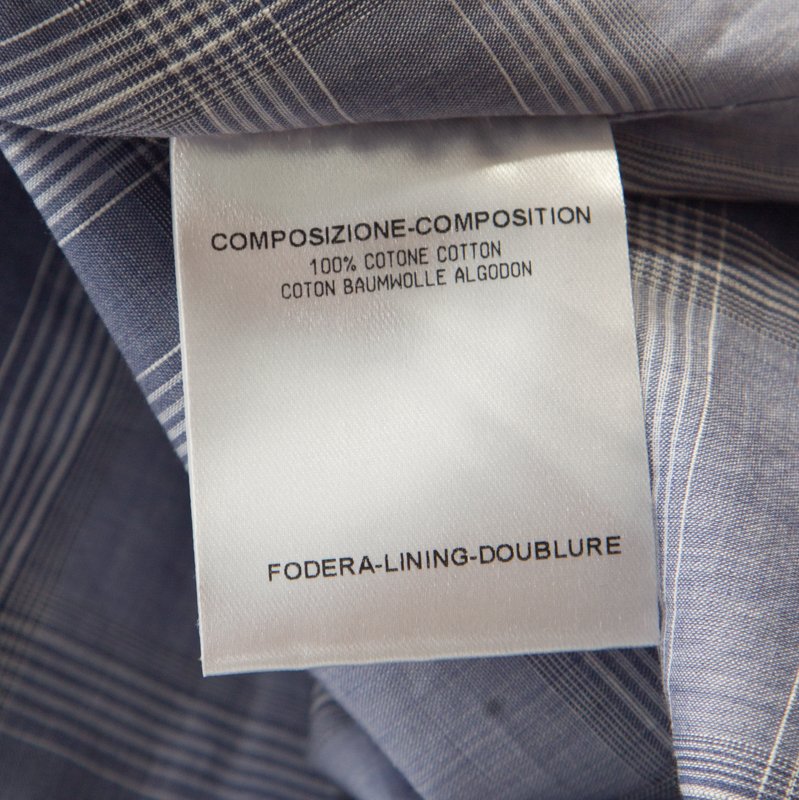 COMPOSIZIONE-COMPOSITION
100% COTONE COTTON
COTON BAUMWOLLE ALGODON
FODERA-LINING-DOUBLURE